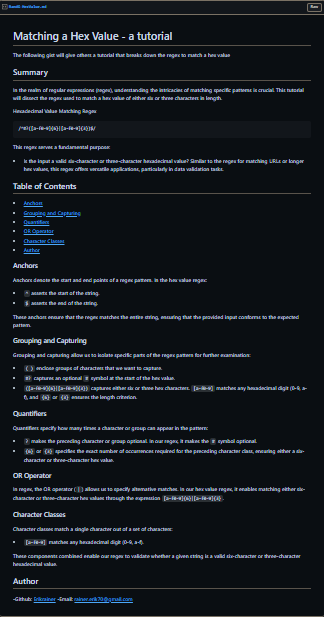 RomEE HexValue.md
Raw
Matching a Hex Value - a tutorial
The following gist will give others a tutorial that breaks down the regex to match a hex value
Summary
In the realm of regular expressions (regex), understanding the intricacies of matching specific patterns is crucial. This tutorial
will dissect the regex used to match a hex value of either six or three characters in length.
Hexadecimal Value Matching Regex
/^#?([a-f0-9]{6}|[a-f0-9]{3})$/
This regex serves a fundamental purpose:
• Is the input a valid six-character or three-character hexadecimal value? Similar to the regex for matching URLs or longer
hex values, this regex offers versatile applications, particularly in data validation tasks.
Table of Contents
• Anchors
• Grouping and Capturing
• Quantifiers
• OR Operator
• Character Classes
• Author
Anchors
Anchors denote the start and end points of a regex pattern. In the hex value regex:
• ^ asserts the start of the string.
• $ asserts the end of the string.
These anchors ensure that the regex matches the entire string, ensuring that the provided input conforms to the expected
pattern.
Grouping and Capturing
Grouping and capturing allow us to isolate specific parts of the regex pattern for further examination:
• ( ) enclose groups of characters that we want to capture.
• #? captures an optional # symbol at the start of the hex value.
• ([a-f0-9]{6}|[a-f0-9]{3}) captures either six or three hex characters. [a-f0-9] matches any hexadecimal digit (0-9, a-
f), and {6} or {3} ensures the length criterion.
Quantifiers
Quantifiers specify how many times a character or group can appear in the pattern:
• ? makes the preceding character or group optional. In our regex, it makes the # symbol optional.
• {6} or {3} specifies the exact number of occurrences required for the preceding character class, ensuring either a six-
character or three-character hex value.
OR Operator
In regex, the OR operator (|) allows us to specify alternative matches. In our hex value regex, it enables matching either six-
character or three-character hex values through the expression [a-f0-9]{6}|[a-f0-9]{3}.
Character Classes
Character classes match a single character out of a set of characters:
• [a-f0-9] matches any hexadecimal digit (0-9, a-f).
These components combine enable our regex to validate whether a given string is a valid six-character or three-character
hexadecimal value.
Author
-Github: Erikrainer -Email: rainer.erik70@gmail.com